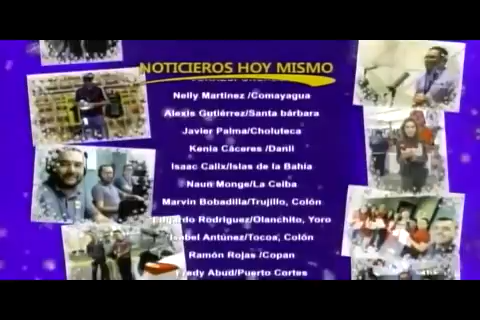 NOTICIEROS HOY MISMO
Nelly Martínez /Comayagua
Alexis Gutiérrez/Santa bárbara
Javier Palma/Choluteca
Kenia Cáceres /Danlí
Isaac Calix/Islas de la Bahía
Naun Monge/La Ceiba
Marvin Bobadilla/Trujillo, Colón
Edgardo Rodríguez/Olanchito, Yoro
Isabel Antúnez/Tocoa, Colón
Ramón Rojas /Copan
Fredy Abud/Puerto Cortes